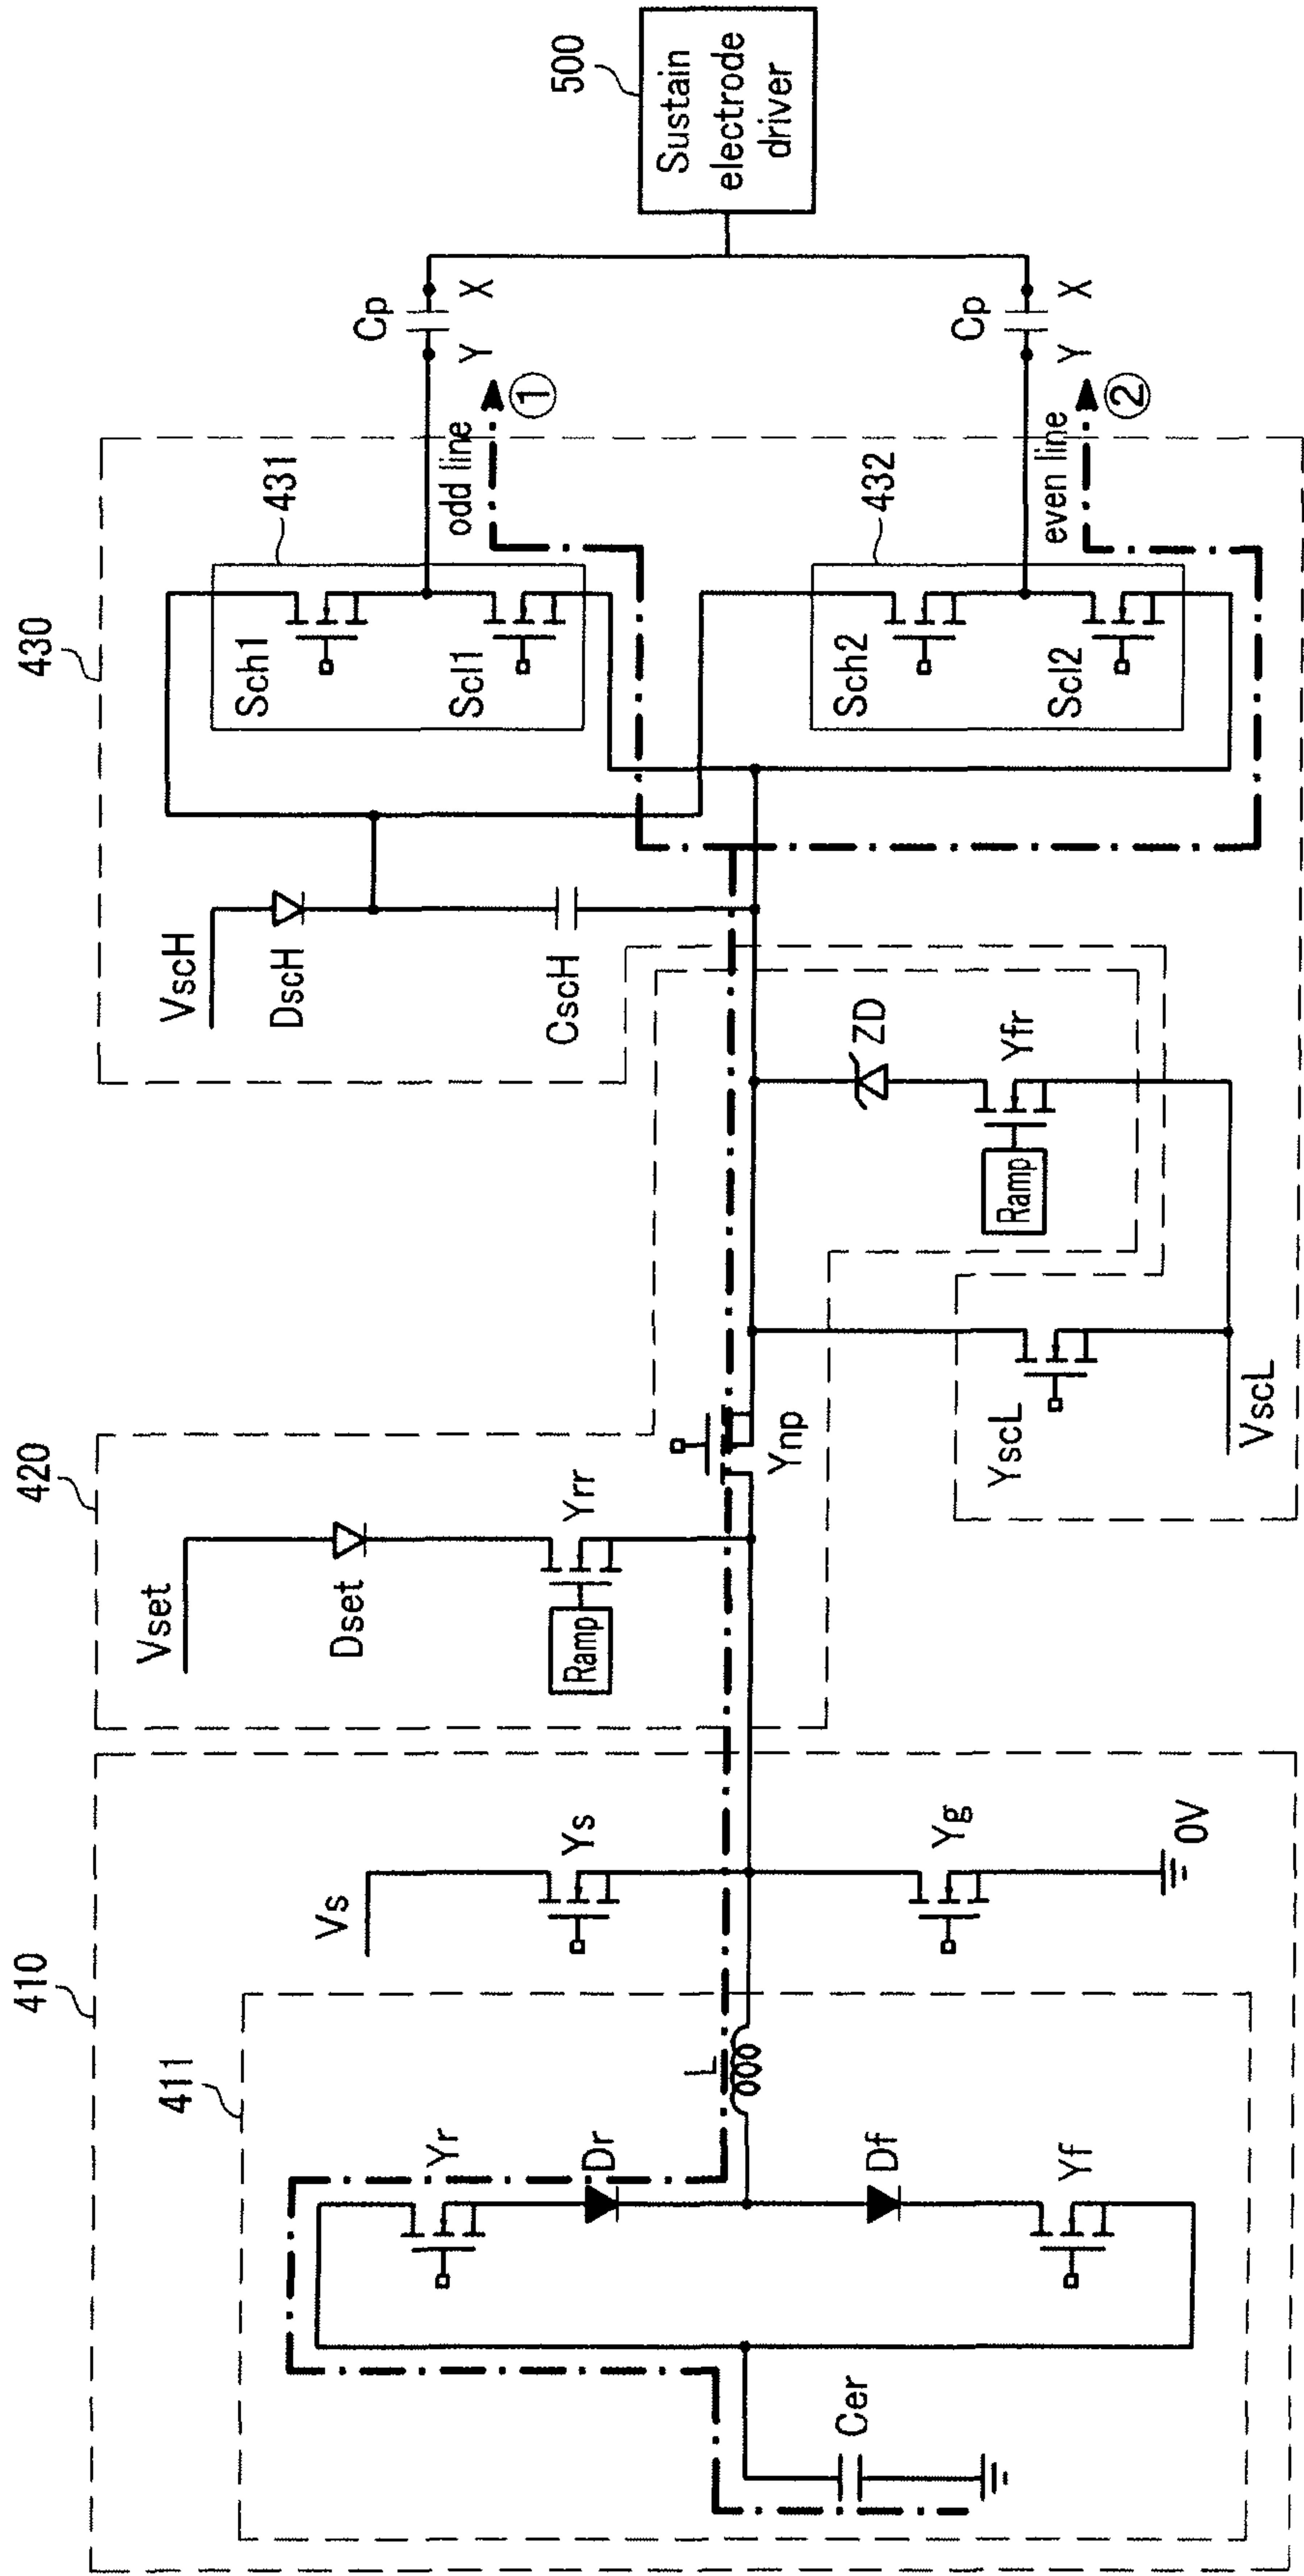 410
411
Yr
Dr
L
Df
Yf
Cer
Vs
Ys
Yg
0V
420
Vset
Dset
Yrr
Ramp
Ynp
YscL
VscL
Ramp
Yfr
ZD
430
VscH
DscH
CscH
431
Sch1
Scl1
odd line
①
432
Sch2
Scl2
even line
②
Cp
Y
X
Cp
Y
X
500
Sustain
electrode
driver